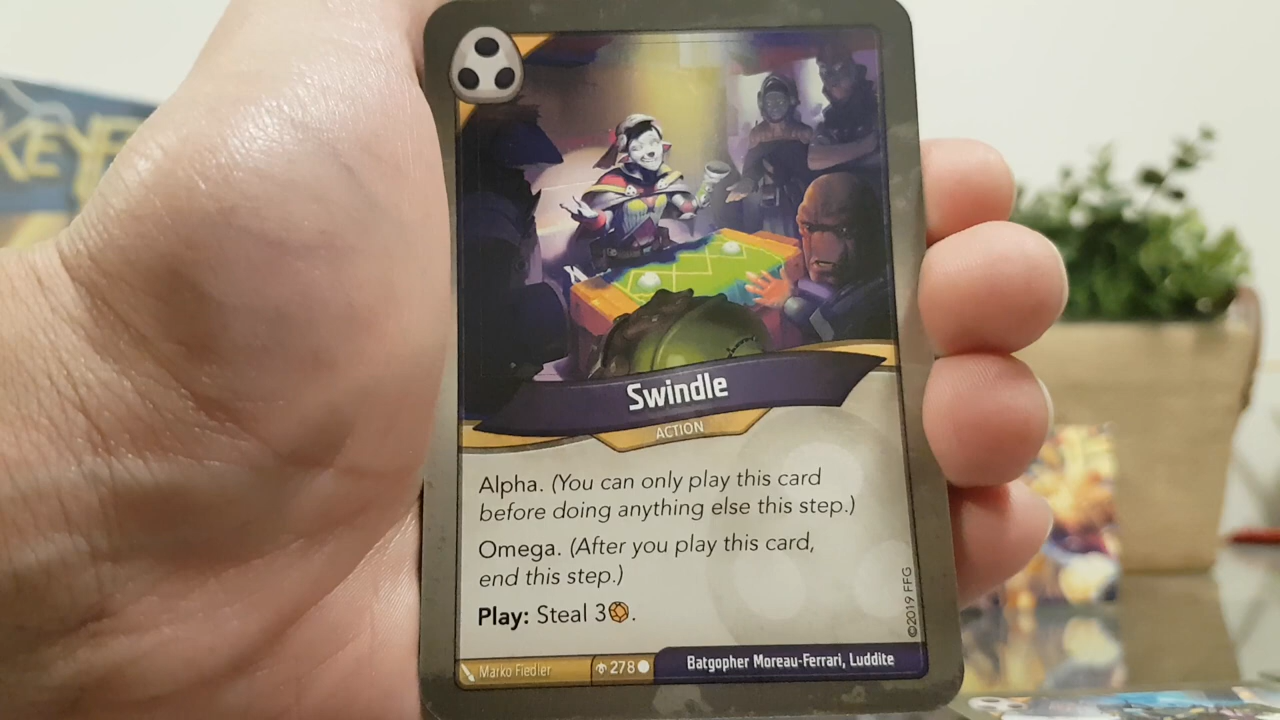 KEYF
Swindle
ACTION
Alpha. (You can only play this card
before doing anything else this step.)
Omega. (After you play this card,
end this step.)
Play: Steal 3.
©2019 FFG
Marko Fiedler
278
Batgopher Moreau-Ferrari, Luddite